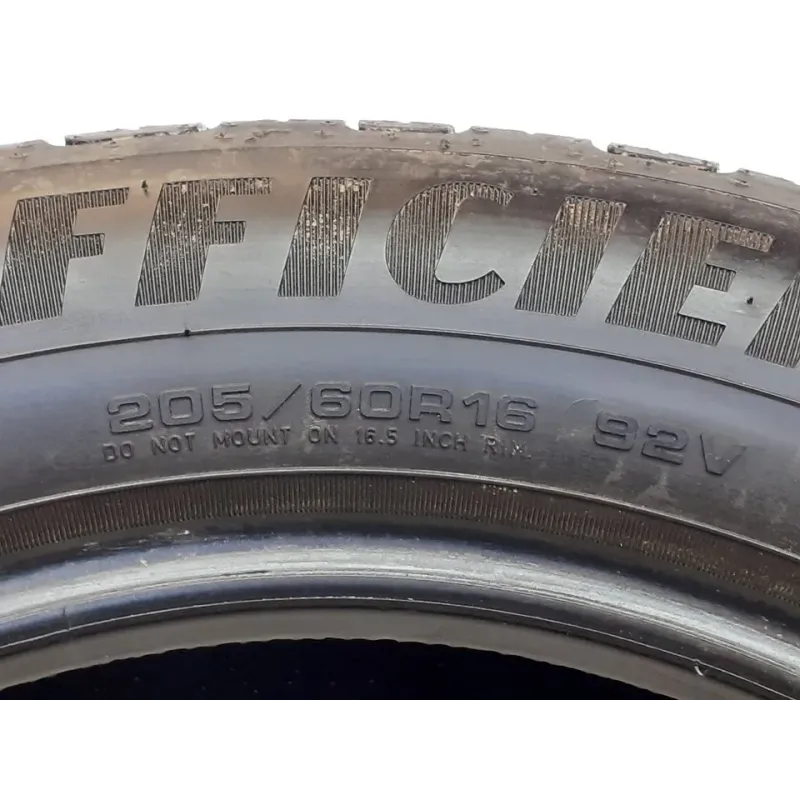 FFICIE
205/60R16 92V
DO NOT MOUNT ON 16.5 INCH RIM.